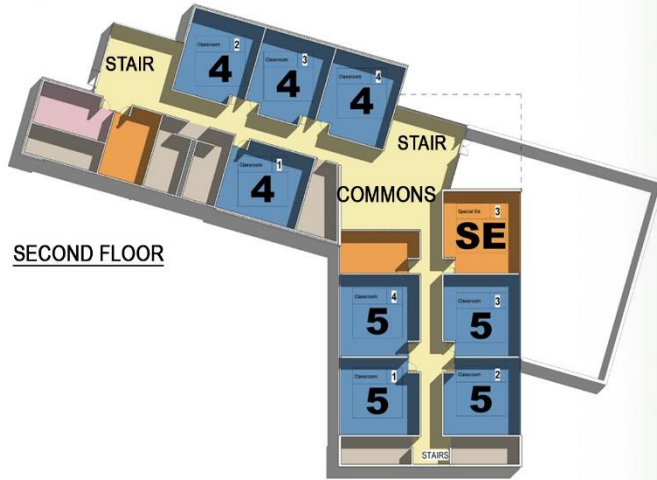 Classroom 2
4
Classroom 3
4
Classroom 4
4
STAIR
STAIR
Classroom 1
4
COMMONS
SECOND FLOOR
Special Ed. 3
SE
Classroom 4
5
Classroom 3
5
Classroom 1
5
Classroom 2
5
STAIRS